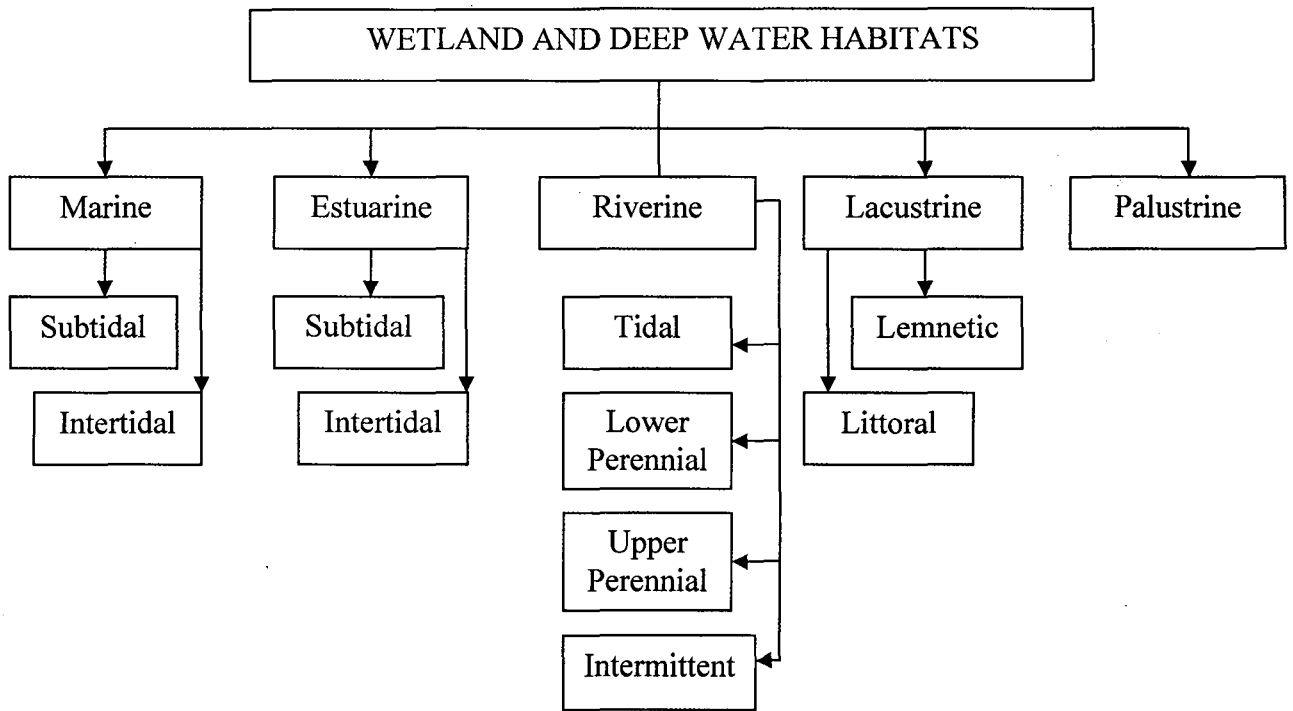 WETLAND AND DEEP WATER HABITATS
Marine
Estuarine
Riverine
Lacustrine
Palustrine
Subtidal
Subtidal
Tidal
Lemnetic
Intertidal
Intertidal
Lower
Perennial
Littoral
Upper
Perennial
Intermittent